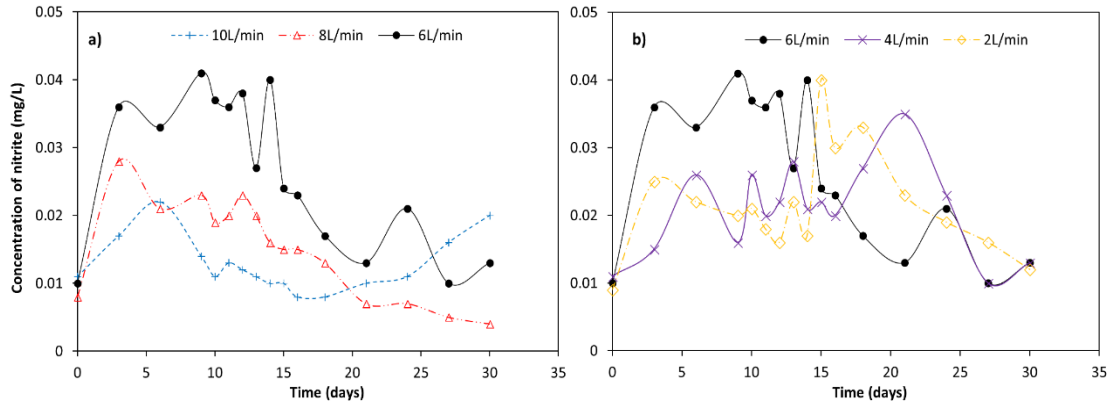 a) 10L/min 8L/min 6L/min
Concentration of nitrite (mg/L)
0.05
0.04
0.03
0.02
0.01
0
0 5 10 15 20 25 30 35
Time (days)
b) 6L/min 4L/min 2L/min
0.05
0.04
0.03
0.02
0.01
0
0 5 10 15 20 25 30 35
Time (days)